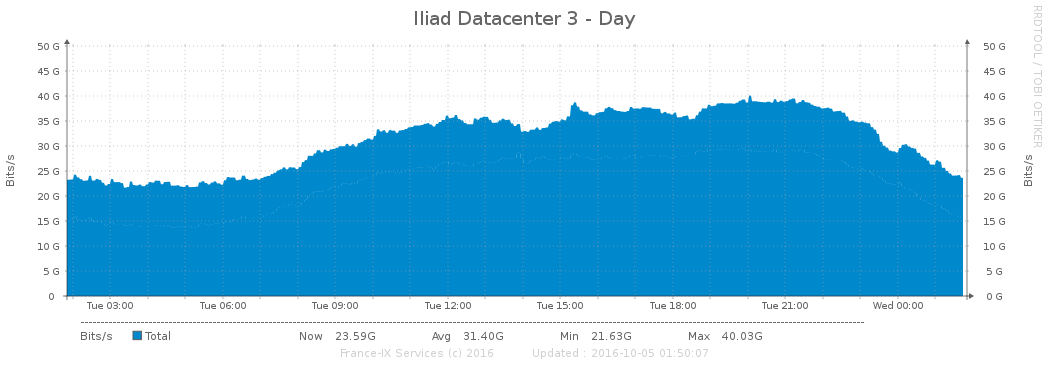 Iliad Datacenter 3 - Day
RRDTOOL / TOBI OETIKER
50 G 50 G
45 G 45 G
40 G 40 G
35 G 35 G
30 G 30 G
25 G 25 G
20 G 20 G
15 G 15 G
10 G 10 G
5 G 5 G
0 0 G
Bits/s
Bits/s
Tue 03:00 Tue 06:00 Tue 09:00 Tue 12:00 Tue 15:00 Tue 18:00 Tue 21:00 Wed 00:00
Bits/s Total Now 23.59G Avg 31.40G Min 21.63G Max 40.03G
France-IX Services (c) 2016 Updated : 2016-10-05 01:50:07